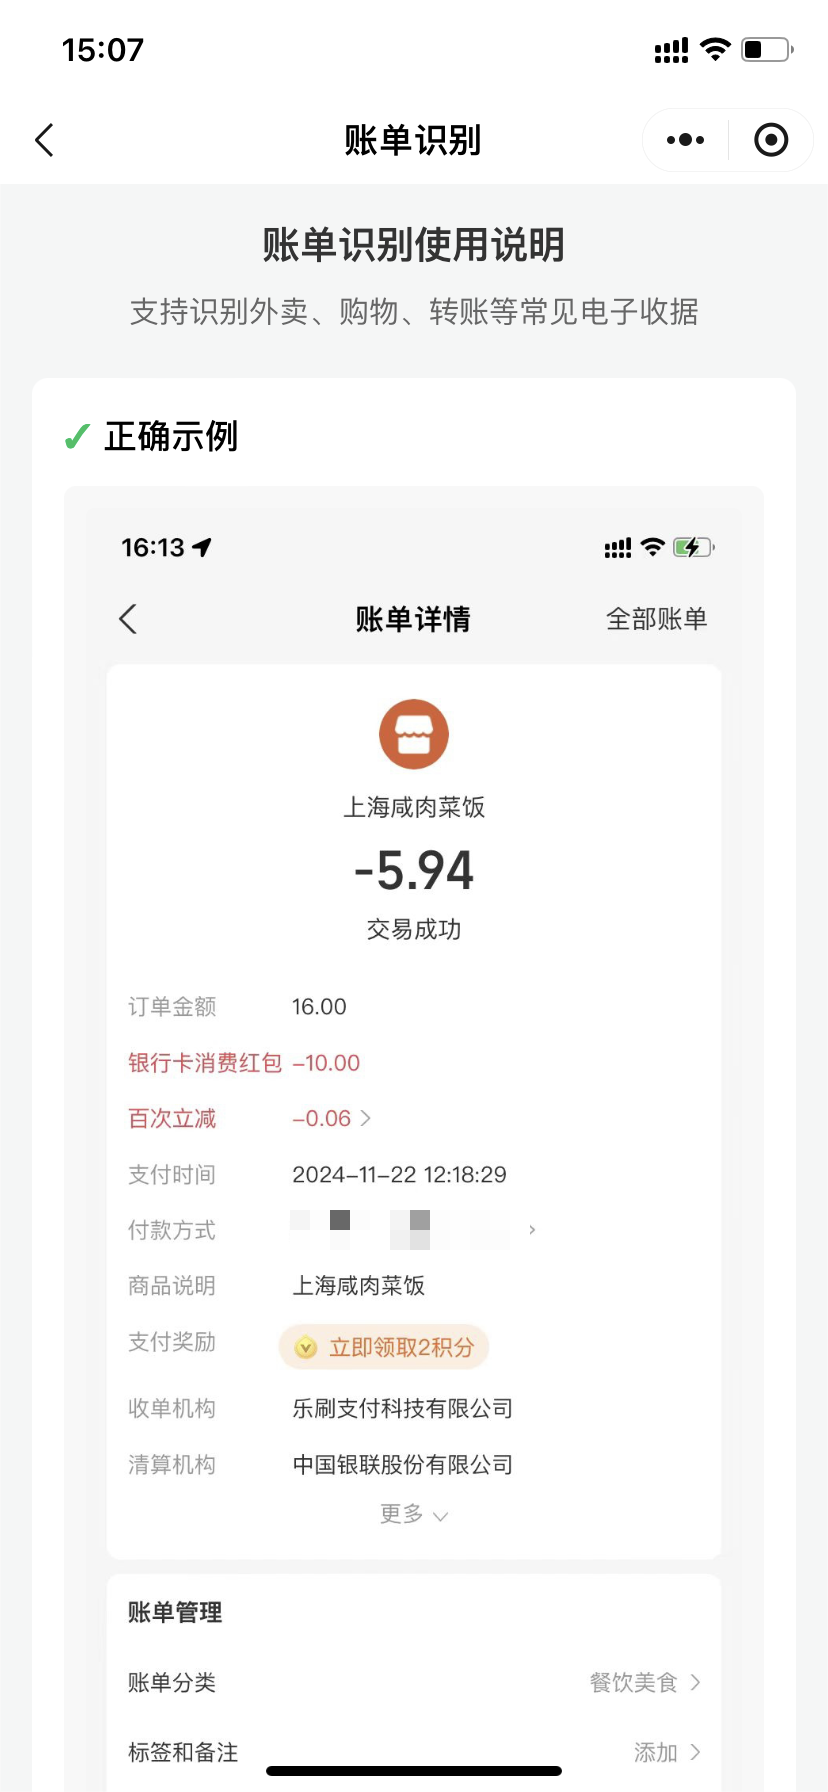 15:07
账单识别
账单识别使用说明
支持识别外卖、购物、转账等常见电子收据
✓ 正确示例
16:13
账单详情
全部账单
上海咸肉菜饭
-5.94
交易成功
订单金额 16.00
银行卡消费红包 -10.00
百次立减 -0.06
支付时间 2024-11-22 12:18:29
付款方式
商品说明 上海咸肉菜饭
支付奖励 立即领取2积分
收单机构 乐刷支付科技有限公司
清算机构 中国银联股份有限公司
更多
账单管理
账单分类 餐饮美食
标签和备注 添加